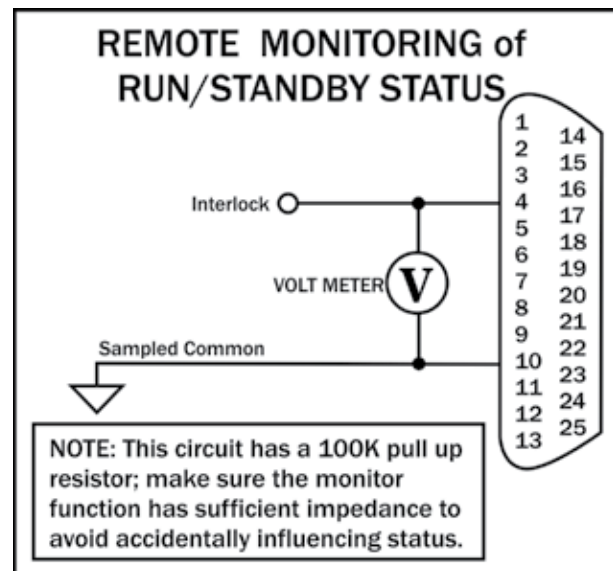 REMOTE MONITORING of
RUN/STANDBY STATUS
1
14
2
15
3
16
Interlock
4
17
5
18
6
19
VOLT METER
V
7
20
8
21
9
22
Sampled Common
10
23
11
24
12
25
13
NOTE: This circuit has a 100K pull up
resistor; make sure the monitor
function has sufficient impedance to
avoid accidentally influencing status.